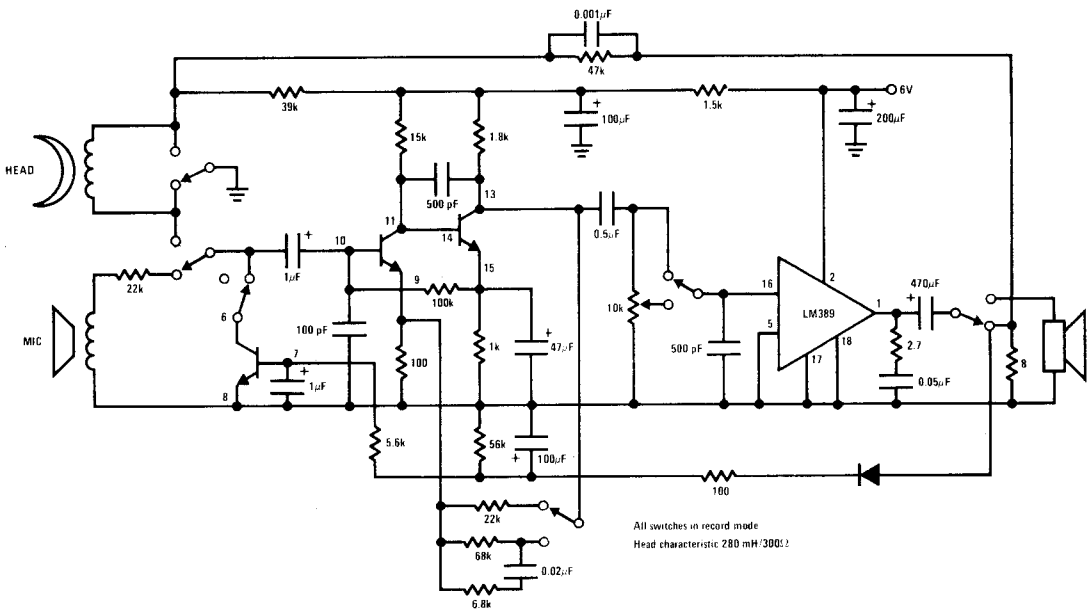 0.001μF
47k
39k
1.5k
6V
15k
1.8k
100μF
+
200μF
+
HEAD
500 pF
13
11
10
14
0.5μF
1μF
+
15
22k
9
100k
16
2
470μF
+
10k
LM389
1
6
100 pF
5
MIC
7
100
1k
47μF
+
500 pF
17
18
2.7
8
8
1μF
+
0.05μF
5.6k
56k
100μF
+
100
22k
68k
0.02μF
6.8k
All switches in record mode
Head characteristic 280 mH/300Ω